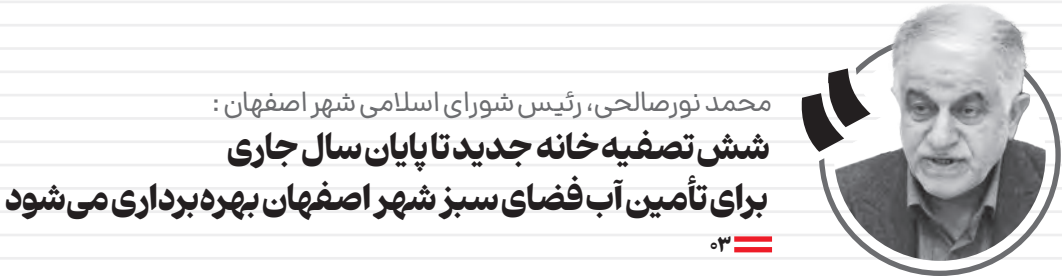 محمد نورصالحی، رئیس شورای اسلامی شهر اصفهان :
شش تصفیه‌خانه جدید تا پایان سال جاری
برای تأمین آب فضای سبز شهر اصفهان بهره‌برداری می‌شود
۰۳